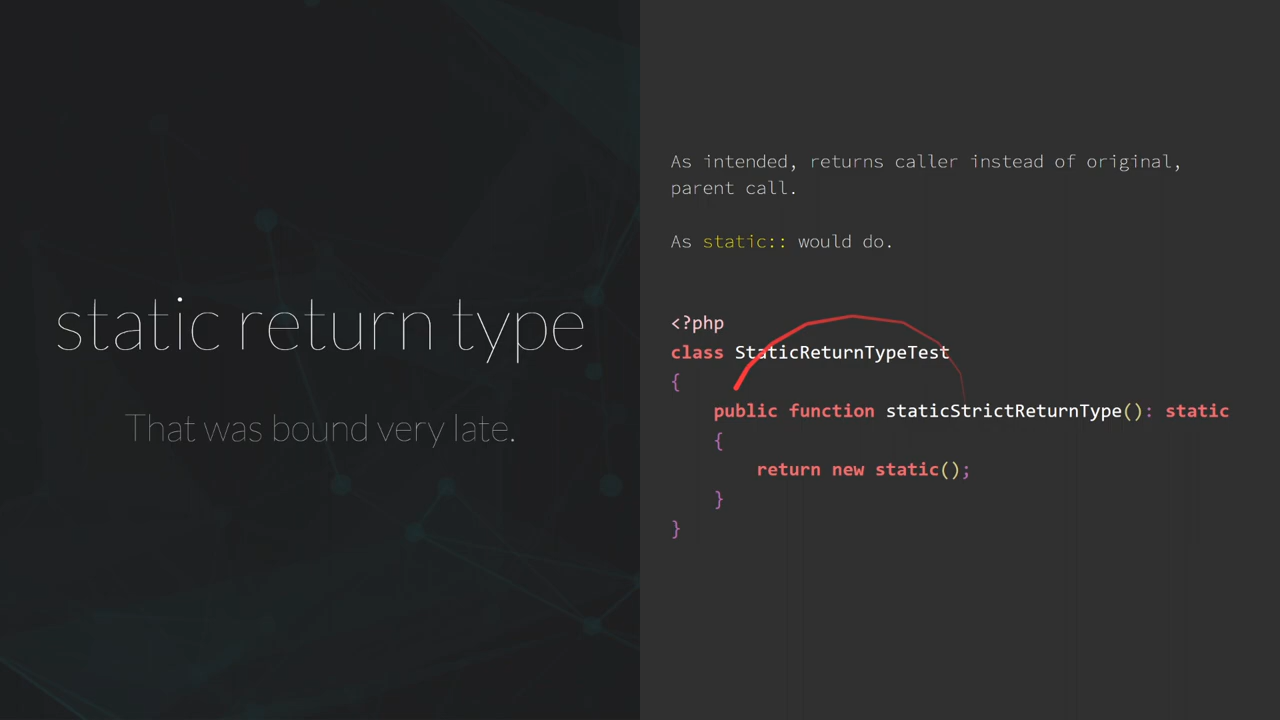 static return type
That was bound very late.
As intended, returns caller instead of original,
parent call.
As static:: would do.
<?php
class StaticReturnTypeTest
{
    public function staticStrictReturnType(): static
    {
        return new static();
    }
}